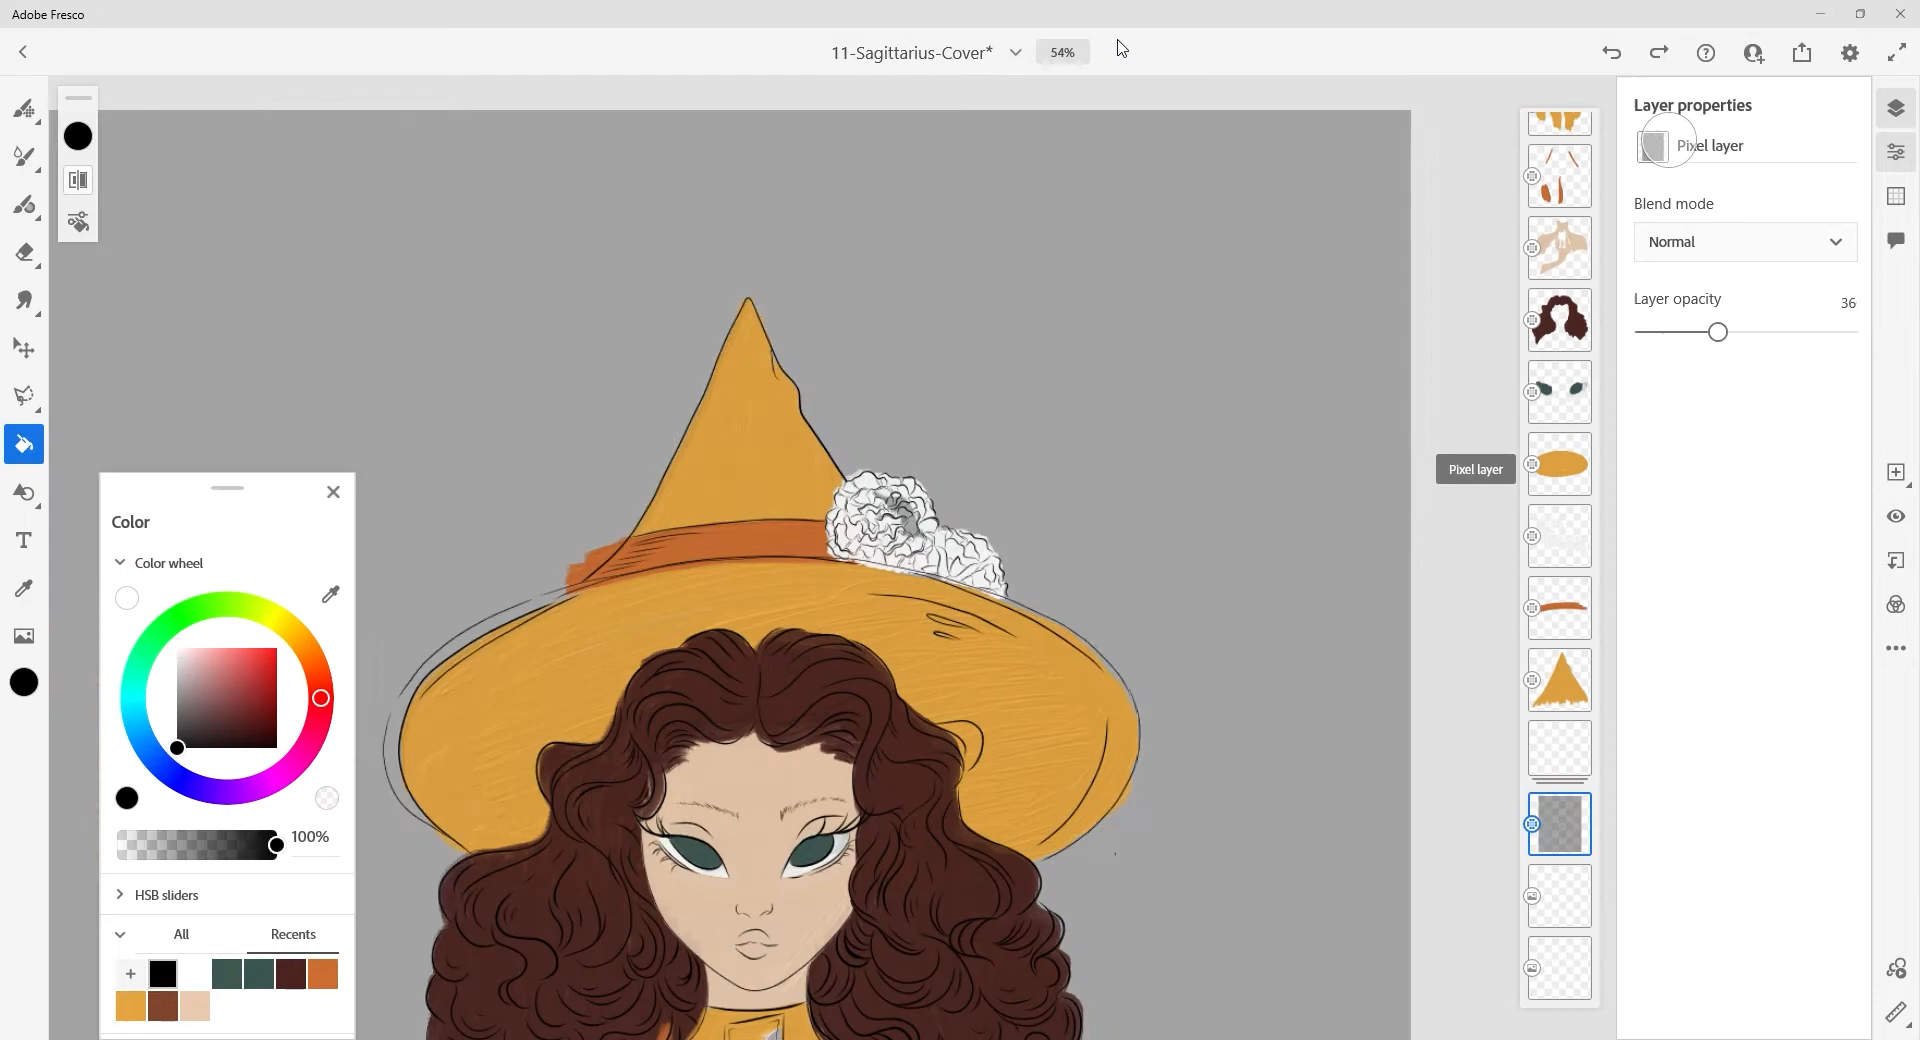 Adobe Fresco
11-Sagittarius-Cover*
54%
Layer properties
Pixel layer
Blend mode
Normal
Layer opacity
36
Pixel layer
Color
Color wheel
100%
HSB sliders
All
Recents